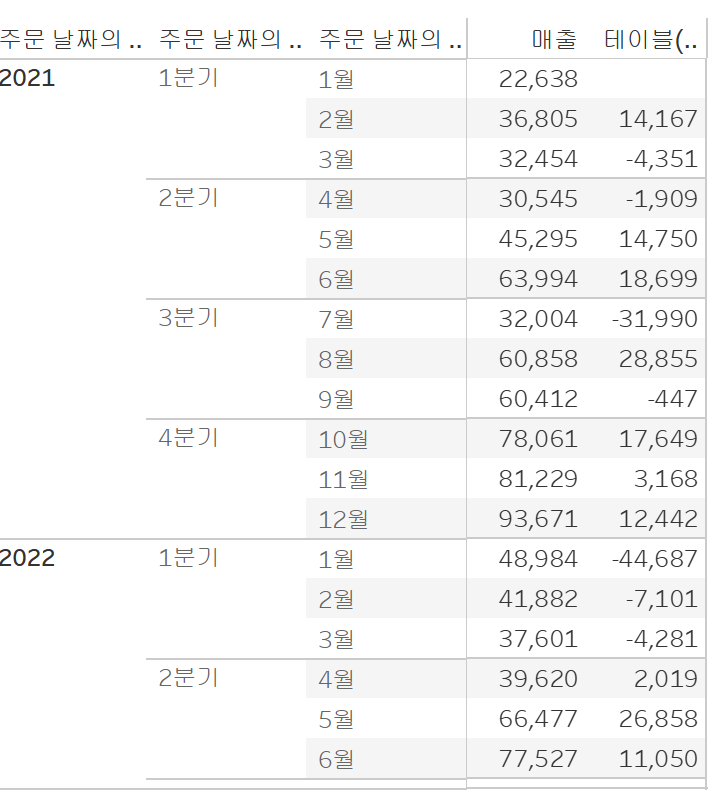 주문 날짜의 .. 주문 날짜의 .. 주문 날짜의 .. 매출 테이블(..
2021 1분기 1월 22,638
2월 36,805 14,167
3월 32,454 -4,351
2분기 4월 30,545 -1,909
5월 45,295 14,750
6월 63,994 18,699
3분기 7월 32,004 -31,990
8월 60,858 28,855
9월 60,412 -447
4분기 10월 78,061 17,649
11월 81,229 3,168
12월 93,671 12,442
2022 1분기 1월 48,984 -44,687
2월 41,882 -7,101
3월 37,601 -4,281
2분기 4월 39,620 2,019
5월 66,477 26,858
6월 77,527 11,050